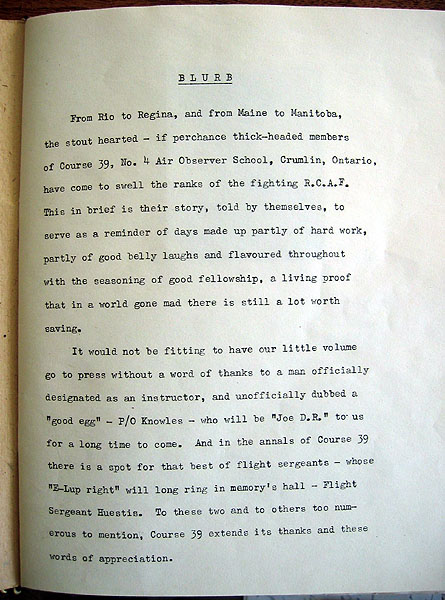 BLURB
From Rio to Regina, and from Maine to Manitoba,
the stout hearted - if perchance thick-headed members
of Course 39, No. 4 Air Observer School, Crumlin, Ontario,
have come to swell the ranks of the fighting R.C.A.F.
This in brief is their story, told by themselves, to
serve as a reminder of days made up partly of hard work,
partly of good belly laughs and flavoured throughout
with the seasoning of good fellowship, a living proof
that in a world gone mad there is still a lot worth
saving.
It would not be fitting to have our little volume
go to press without a word of thanks to a man officially
designated as an instructor, and unofficially dubbed a
"good egg" - P/O Knowles - who will be "Joe D.R." to us
for a long time to come. And in the annals of Course 39
there is a spot for that best of flight sergeants - whose
"E-Lup right" will long ring in memory's hall - Flight
Sergeant Huestis. To these two and to others too num-
erous to mention, Course 39 extends its thanks and these
words of appreciation.